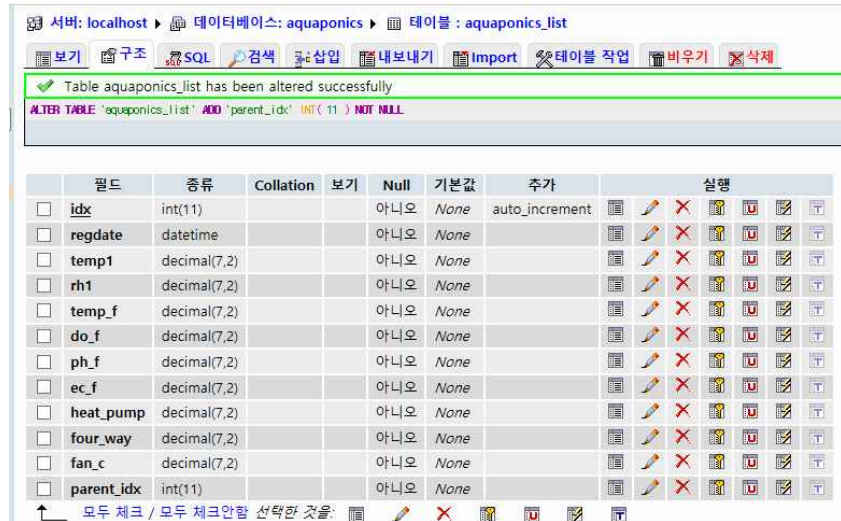 서버: localhost ▶ 데이터베이스: aquaponics ▶ 테이블 : aquaponics_list
보기 구조 SQL 검색 삽입 내보내기 Import 테이블 작업 비우기 삭제
Table aquaponics_list has been altered successfully
ALTER TABLE 'aquaponics_list' ADD 'parent_idx' INT( 11 ) NOT NULL
필드 종류 Collation 보기 Null 기본값 추가 실행
idx int(11) 아니오 None auto_increment
regdate datetime 아니오 None
temp1 decimal(7,2) 아니오 None
rh1 decimal(7,2) 아니오 None
temp_f decimal(7,2) 아니오 None
do_f decimal(7,2) 아니오 None
ph_f decimal(7,2) 아니오 None
ec_f decimal(7,2) 아니오 None
heat_pump decimal(7,2) 아니오 None
four_way decimal(7,2) 아니오 None
fan_c decimal(7,2) 아니오 None
parent_idx int(11) 아니오 None
모두 체크 / 모두 체크안함 선택한 것을: